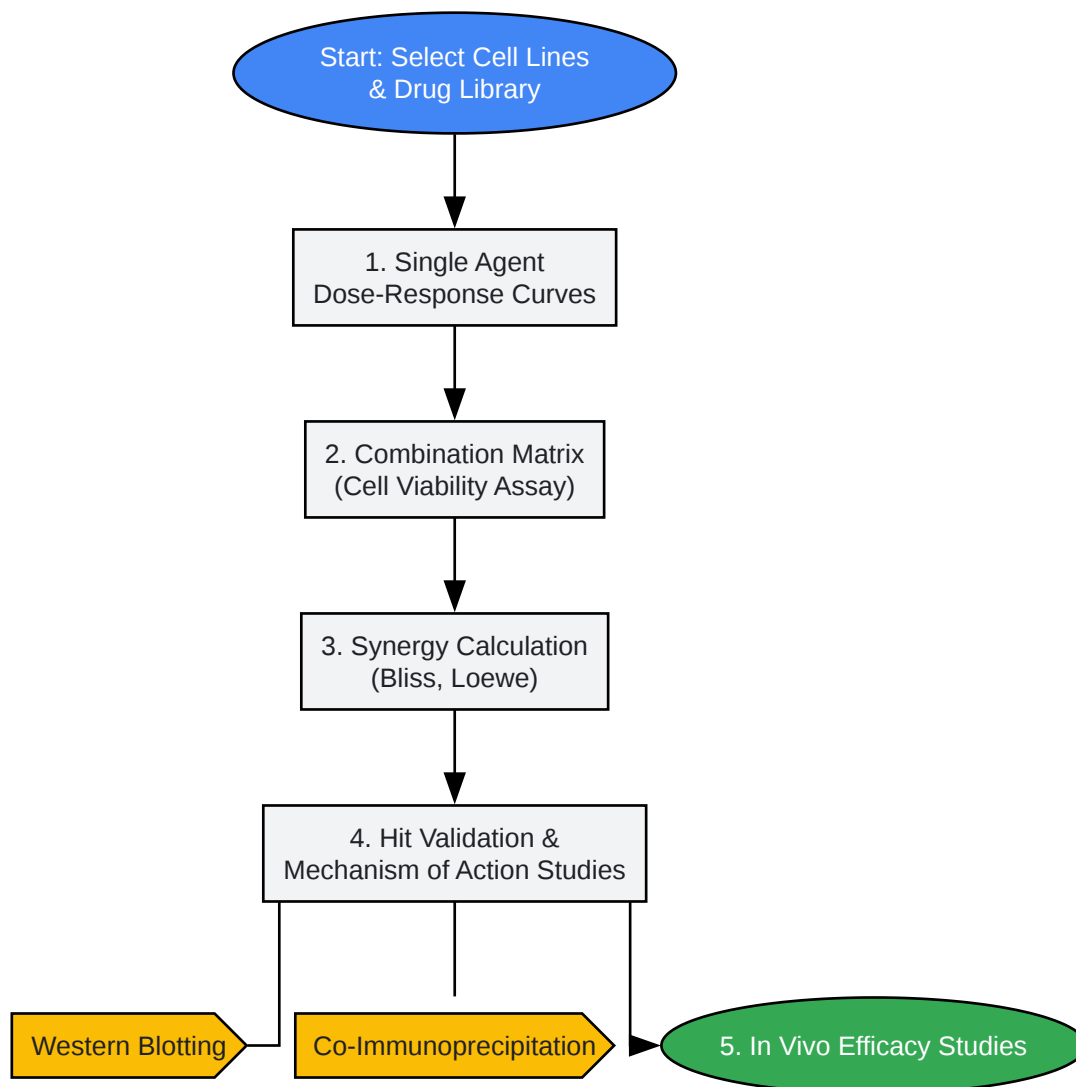 Start: Select Cell Lines
& Drug Library
1. Single Agent
Dose-Response Curves
2. Combination Matrix
(Cell Viability Assay)
3. Synergy Calculation
(Bliss, Loewe)
4. Hit Validation &
Mechanism of Action Studies
Western Blotting
Co-Immunoprecipitation
5. In Vivo Efficacy Studies